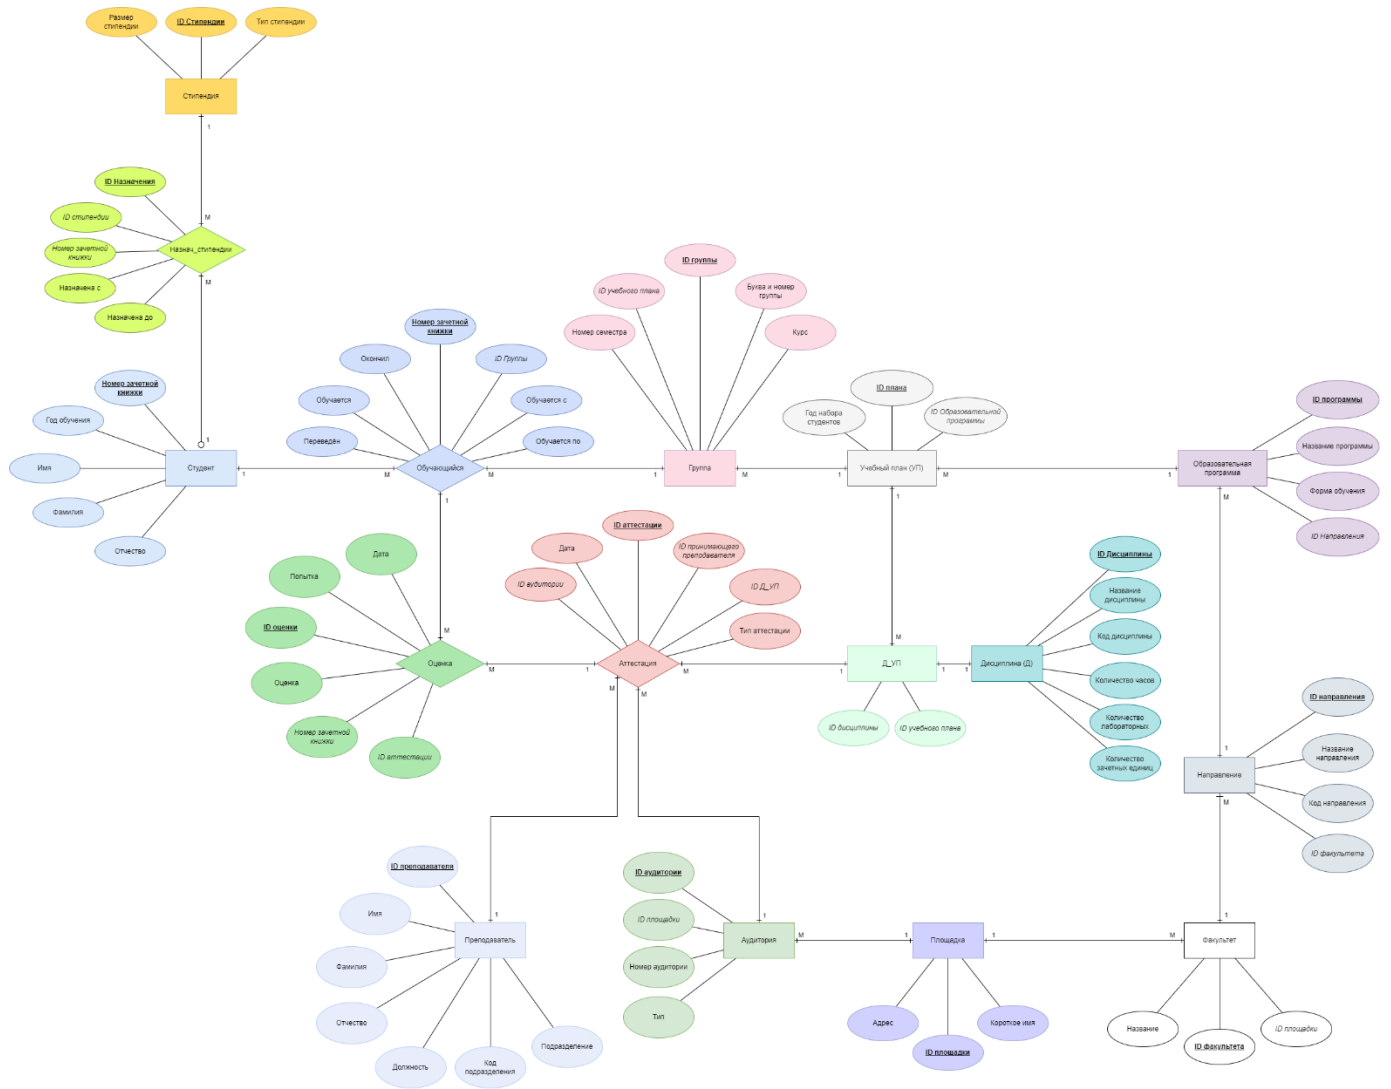 Размер
стипендии
ID Стипендии
Тип стипендии
Стипендия
1
ID Назначения
ID стипендии
Номер зачетной
книжки
Назначена с
Назначена до
M
Назнач_стипендии
M
1
Номер зачетной
книжки
Год обучения
Имя
Фамилия
Отчество
Студент
1
M
Номер зачетной
книжки
Окончил
ID Группы
Обучается
Обучается с
Переведён
Обучается по
Обучающийся
M
1
1
ID группы
ID учебного плана
Буква и номер
группы
Номер семестра
Курс
Группа
M
1
ID плана
Год набора
студентов
ID Образовательной
программы
Учебный план (УП)
M
1
1
ID программы
Название программы
Форма обучения
ID Направления
Образовательная
программа
M
Дата
Попытка
ID оценки
Оценка
Номер зачетной
книжки
ID аттестации
M
Оценка
M
1
ID аттестации
Дата
ID принимающего
преподавателя
ID аудитории
ID Д_УП
Тип аттестации
Аттестация
M
M
M
1
M
Д_УП
1
1
ID дисциплины
ID учебного плана
Дисциплина (Д)
ID Дисциплины
Название
дисциплины
Код дисциплины
Количество часов
Количество
лабораторных
Количество
зачетных единиц
1
Направление
M
ID направления
Название
направления
Код направления
ID факультета
ID преподавателя
Имя
Фамилия
Отчество
Должность
Код
подразделения
Подразделение
1
Преподаватель
ID аудитории
ID площадки
Номер аудитории
Тип
1
Аудитория
M
1
Площадка
1
M
Адрес
ID площадки
Короткое имя
1
Факультет
Название
ID факультета
ID площадки